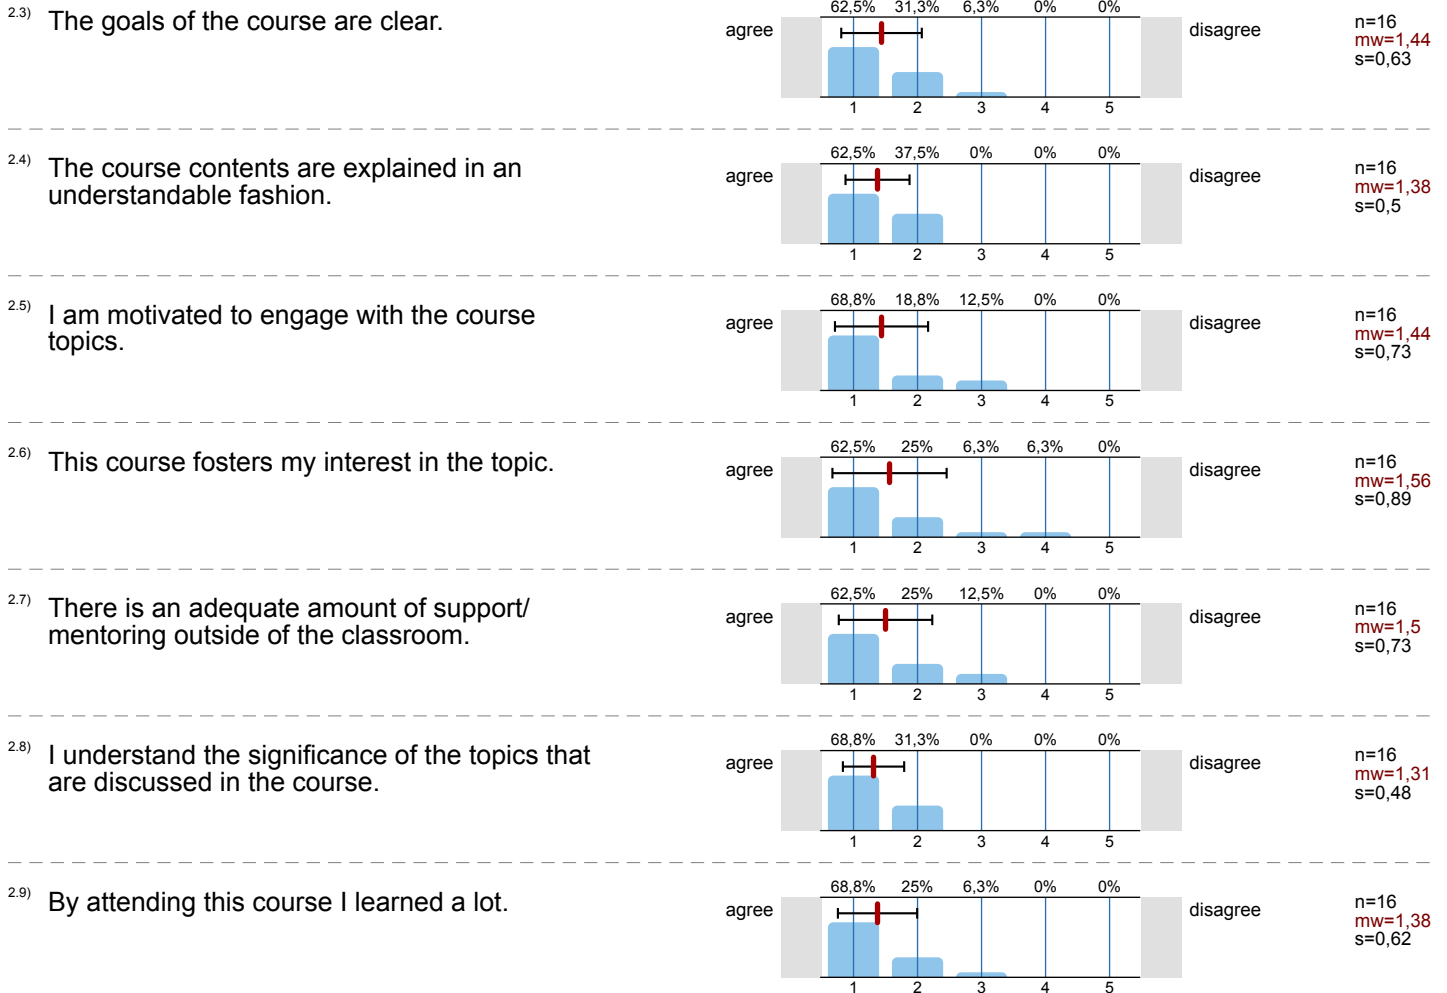 2.3) The goals of the course are clear.
agree
62,5% 31,3% 6,3% 0% 0%
1 2 3 4 5
disagree
n=16
mw=1,44
s=0,63
2.4) The course contents are explained in an
understandable fashion.
agree
62,5% 37,5% 0% 0% 0%
1 2 3 4 5
disagree
n=16
mw=1,38
s=0,5
2.5) I am motivated to engage with the course
topics.
agree
68,8% 18,8% 12,5% 0% 0%
1 2 3 4 5
disagree
n=16
mw=1,44
s=0,73
2.6) This course fosters my interest in the topic.
agree
62,5% 25% 6,3% 6,3% 0%
1 2 3 4 5
disagree
n=16
mw=1,56
s=0,89
2.7) There is an adequate amount of support/
mentoring outside of the classroom.
agree
62,5% 25% 12,5% 0% 0%
1 2 3 4 5
disagree
n=16
mw=1,5
s=0,73
2.8) I understand the significance of the topics that
are discussed in the course.
agree
68,8% 31,3% 0% 0% 0%
1 2 3 4 5
disagree
n=16
mw=1,31
s=0,48
2.9) By attending this course I learned a lot.
agree
68,8% 25% 6,3% 0% 0%
1 2 3 4 5
disagree
n=16
mw=1,38
s=0,62